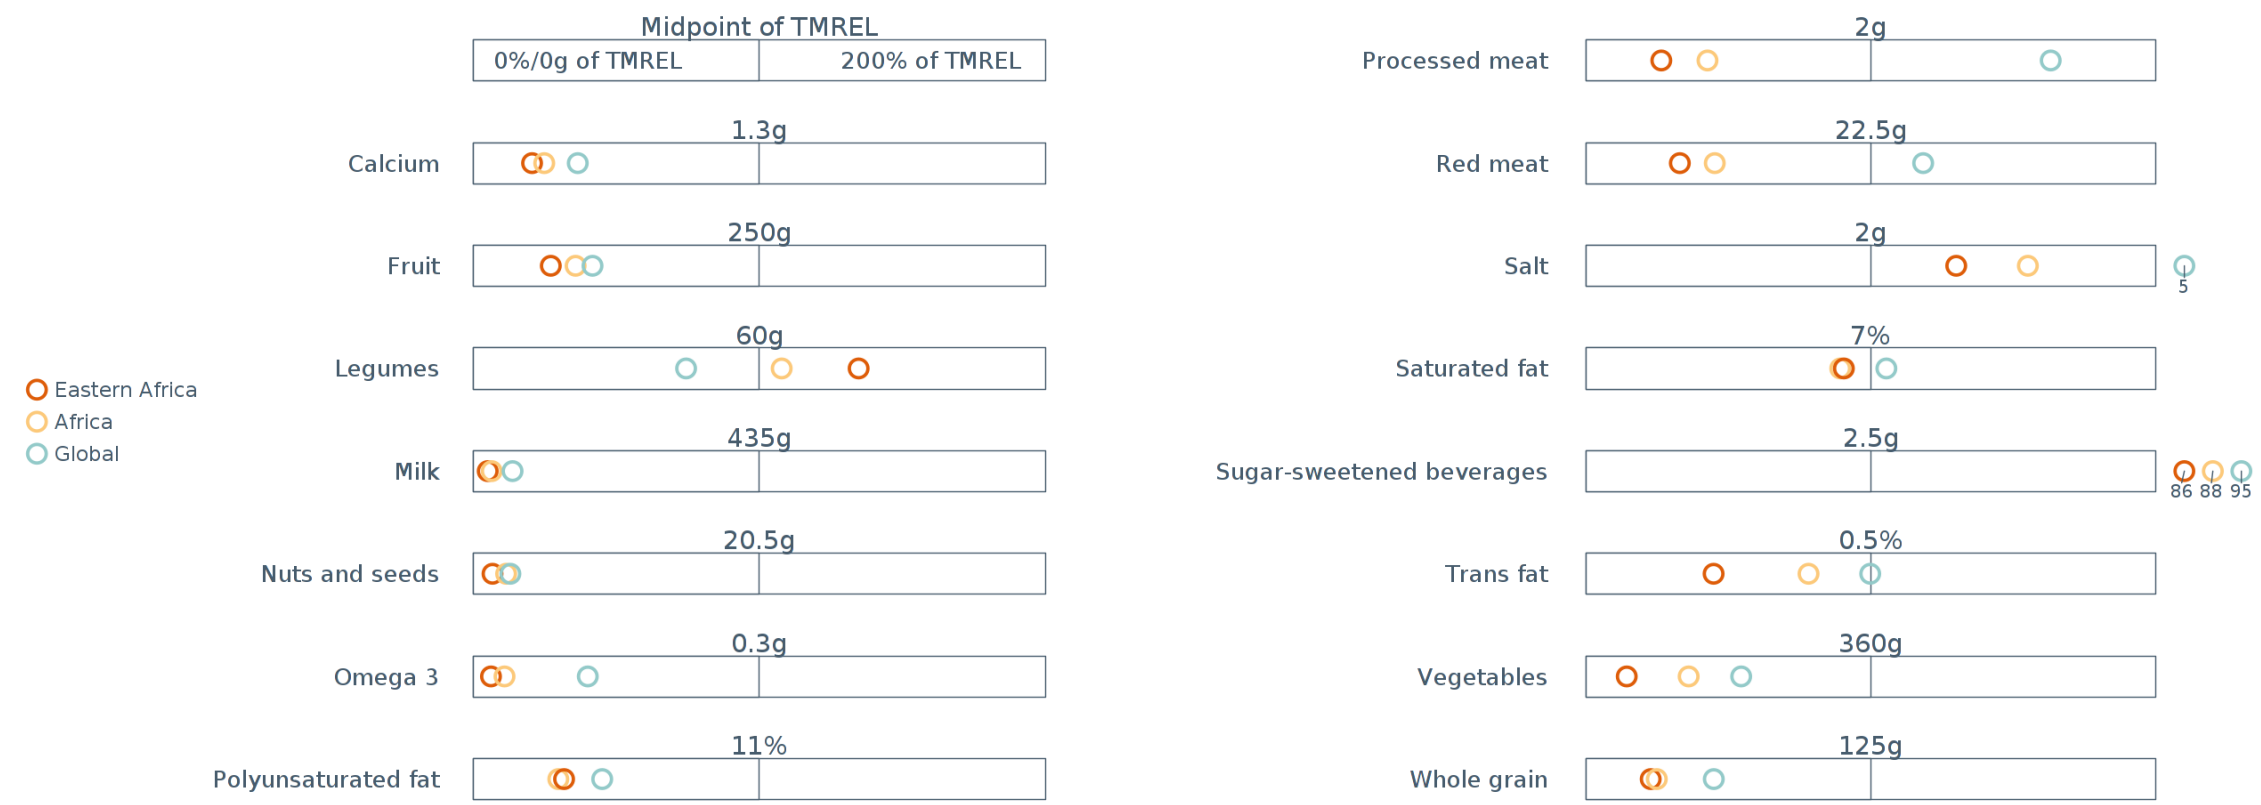 Midpoint of TMREL
0%/0g of TMREL 200% of TMREL
1.3g
Calcium
250g
Fruit
60g
Legumes
435g
Milk
20.5g
Nuts and seeds
0.3g
Omega 3
11%
Polyunsaturated fat
Eastern Africa
Africa
Global
2g
Processed meat
22.5g
Red meat
2g
Salt
5
7%
Saturated fat
2.5g
Sugar-sweetened beverages
86 88 95
0.5%
Trans fat
360g
Vegetables
125g
Whole grain